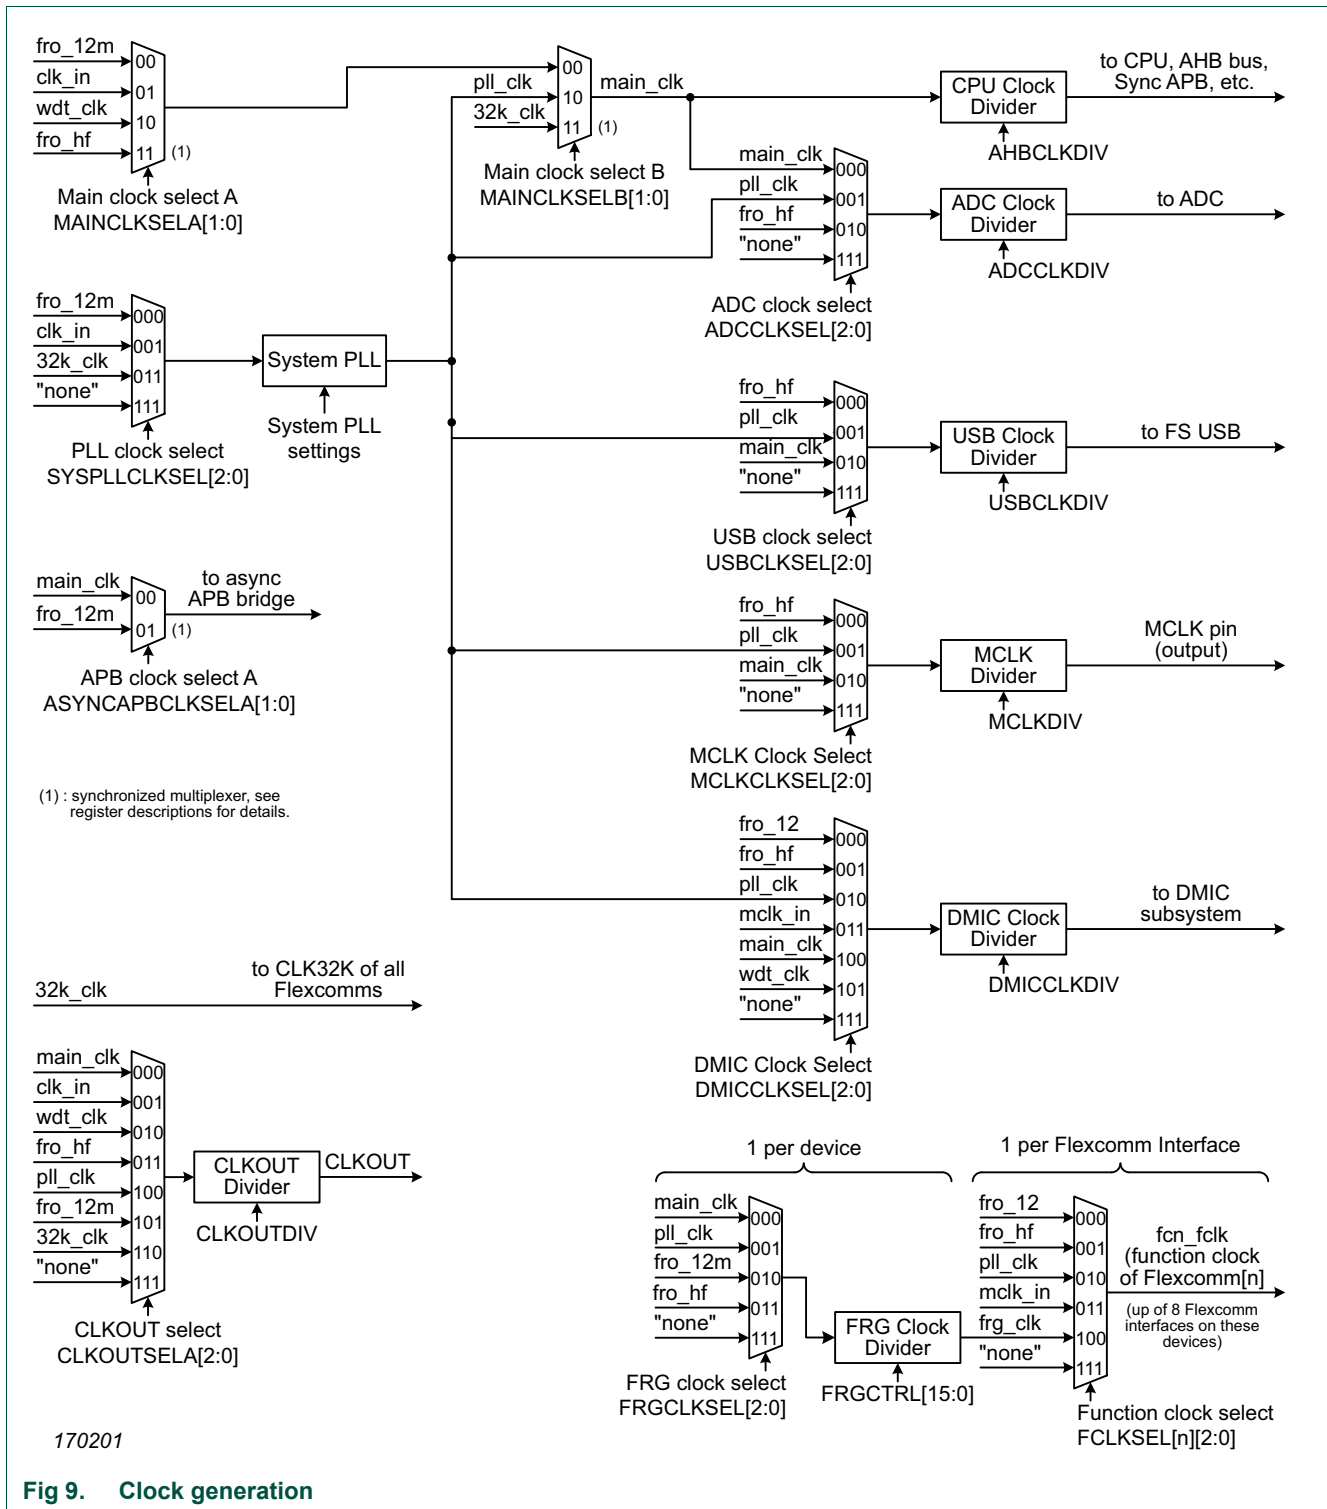 fro_12m
clk_in
wdt_clk
fro_hf
00
01
10
11
(1)
Main clock select A
MAINCLKSELA[1:0]
pll_clk
32k_clk
00
10
11
(1)
main_clk
Main clock select B
MAINCLKSELB[1:0]
CPU Clock
Divider
AHBCLKDIV
to CPU, AHB bus,
Sync APB, etc.
main_clk
pll_clk
fro_hf
"none"
000
001
010
111
ADC clock select
ADCCLKSEL[2:0]
ADC Clock
Divider
ADCCLKDIV
to ADC
fro_12m
clk_in
32k_clk
"none"
000
001
011
111
PLL clock select
SYSPLLCLKSEL[2:0]
System PLL
System PLL
settings
fro_hf
pll_clk
main_clk
"none"
000
001
010
111
USB clock select
USBCLKSEL[2:0]
USB Clock
Divider
USBCLKDIV
to FS USB
main_clk
fro_12m
00
01
(1)
to async
APB bridge
APB clock select A
ASYNCAPBCLKSELA[1:0]
fro_hf
pll_clk
main_clk
"none"
000
001
010
111
MCLK Clock Select
MCLKCLKSEL[2:0]
MCLK
Divider
MCLKDIV
MCLK pin
(output)
(1) : synchronized multiplexer, see
register descriptions for details.
fro_12
fro_hf
pll_clk
mclk_in
main_clk
wdt_clk
"none"
000
001
010
011
100
101
111
DMIC Clock Select
DMICCLKSEL[2:0]
DMIC Clock
Divider
DMICCLKDIV
to DMIC
subsystem
32k_clk
to CLK32K of all
Flexcomms
main_clk
clk_in
wdt_clk
fro_hf
pll_clk
fro_12m
32k_clk
"none"
000
001
010
011
100
101
110
111
CLKOUT select
CLKOUTSELA[2:0]
CLKOUT
Divider
CLKOUTDIV
CLKOUT
1 per device
main_clk
pll_clk
fro_12m
fro_hf
"none"
000
001
010
011
111
FRG clock select
FRGCLKSEL[2:0]
FRG Clock
Divider
FRGCTRL[15:0]
1 per Flexcomm Interface
fro_12
fro_hf
pll_clk
mclk_in
frg_clk
"none"
000
001
010
011
100
111
Function clock select
FCLKSEL[n][2:0]
fcn_fclk
(function clock
of Flexcomm[n]
(up of 8 Flexcomm
interfaces on these
devices)
170201
Fig 9. Clock generation